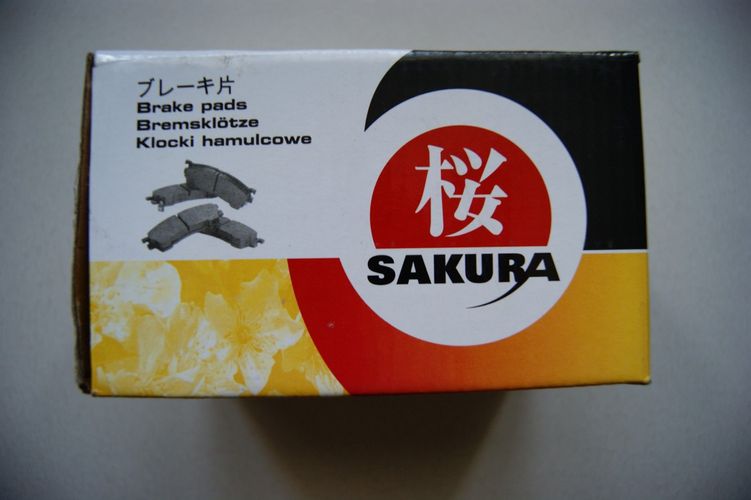 ブレーキ片
Brake pads
Bremsklötze
Klocki hamulcowe
桜
SAKURA